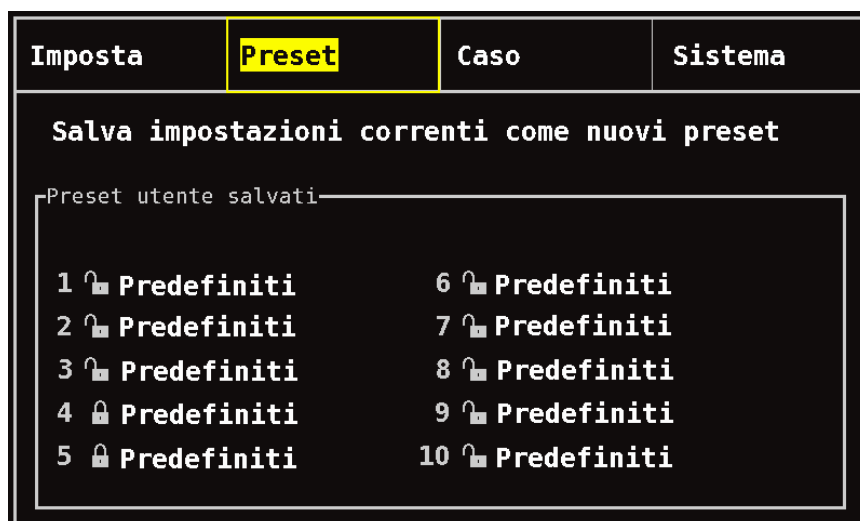 Imposta Preset Caso Sistema
Salva impostazioni correnti come nuovi preset
Preset utente salvati
1 Predefiniti 6 Predefiniti
2 Predefiniti 7 Predefiniti
3 Predefiniti 8 Predefiniti
4 Predefiniti 9 Predefiniti
5 Predefiniti 10 Predefiniti